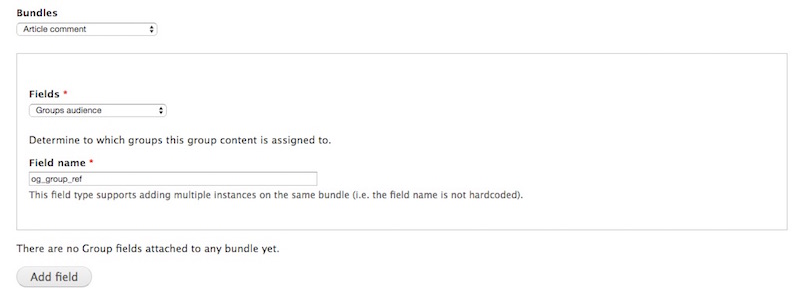 Bundles
Article comment
Fields *
Groups audience
Determine to which groups this group content is assigned to.
Field name *
og_group_ref
This field type supports adding multiple instances on the same bundle (i.e. the field name is not hardcoded).
There are no Group fields attached to any bundle yet.
Add field